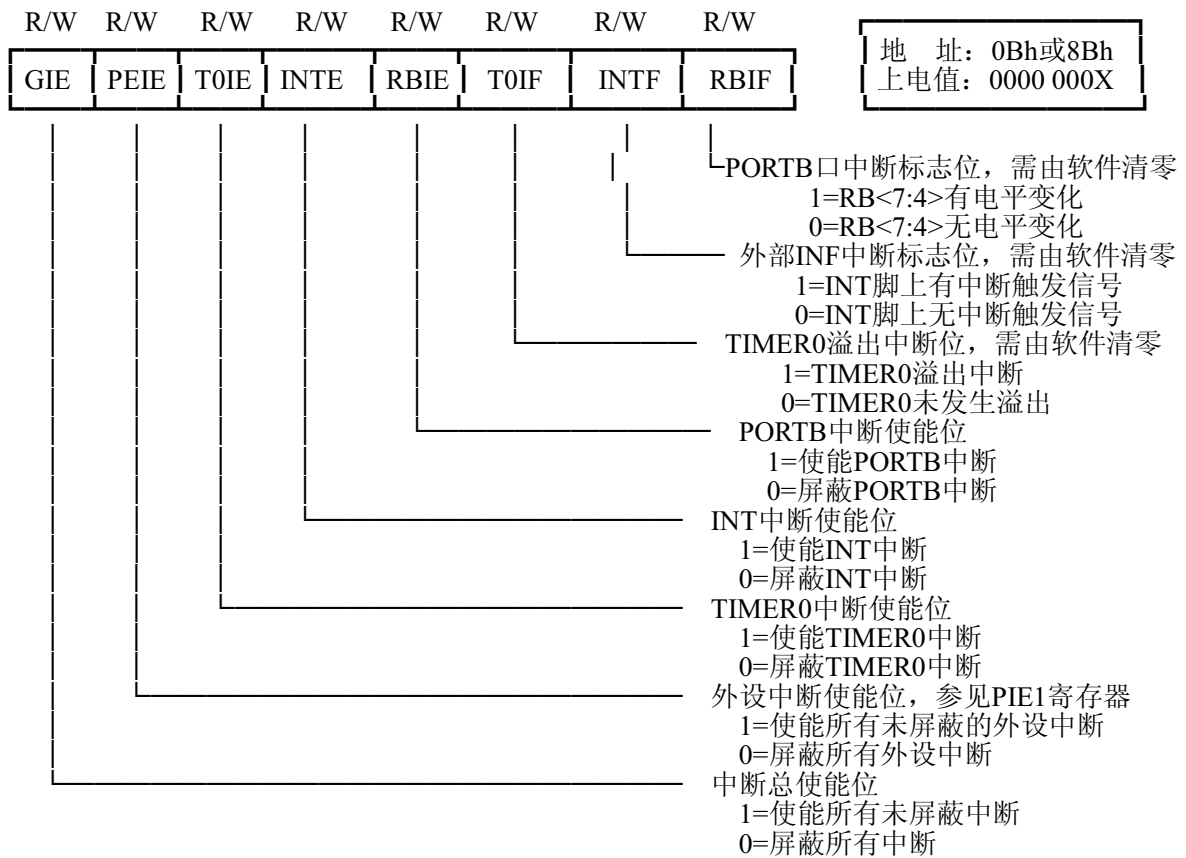 R/W R/W R/W R/W R/W R/W R/W R/W
GIE PEIE T0IE INTE RBIE T0IF INTF RBIF
地 址：0Bh或8Bh
上电值：0000 000X
PORTB口中断标志位，需由软件清零
1=RB<7:4>有电平变化
0=RB<7:4>无电平变化
外部INF中断标志位，需由软件清零
1=INT脚上有中断触发信号
0=INT脚上无中断触发信号
TIMER0溢出中断位，需由软件清零
1=TIMER0溢出中断
0=TIMER0未发生溢出
PORTB中断使能位
1=使能PORTB中断
0=屏蔽PORTB中断
INT中断使能位
1=使能INT中断
0=屏蔽INT中断
TIMER0中断使能位
1=使能TIMER0中断
0=屏蔽TIMER0中断
外设中断使能位，参见PIE1寄存器
1=使能所有未屏蔽的外设中断
0=屏蔽所有外设中断
中断总使能位
1=使能所有未屏蔽中断
0=屏蔽所有中断